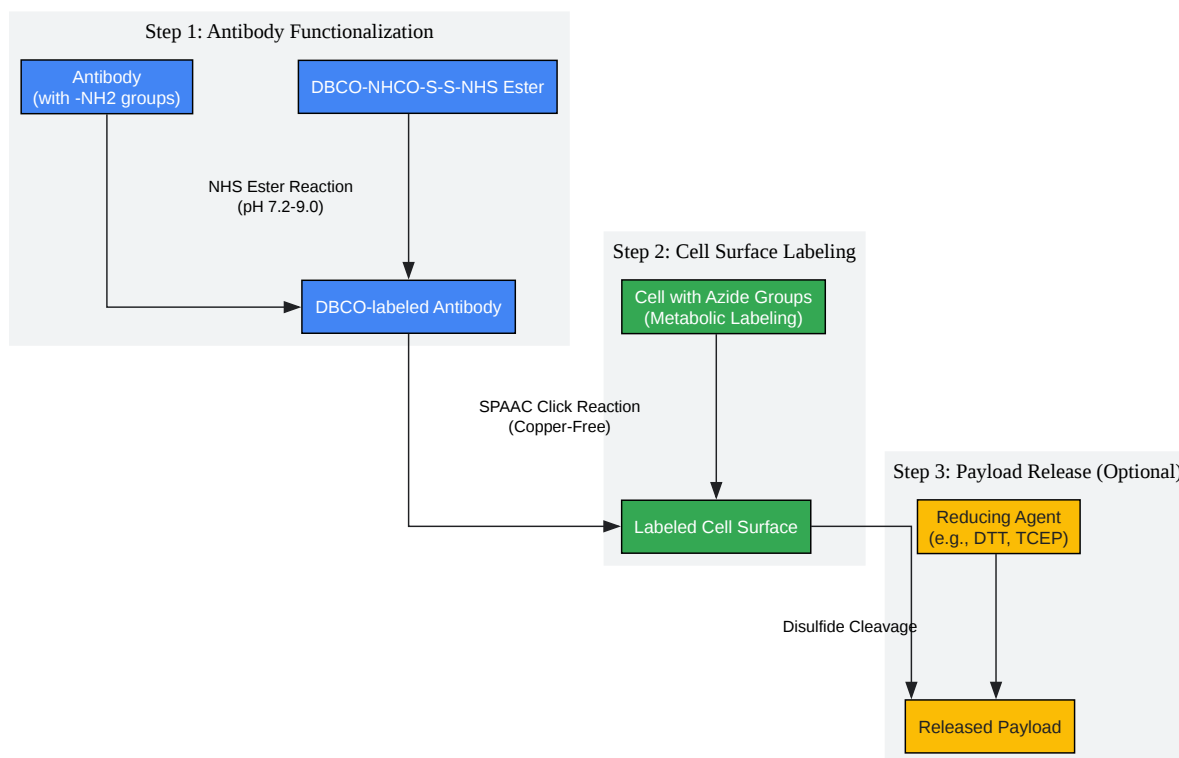 Step 1: Antibody Functionalization
Antibody
(with -NH2 groups)
DBCO-NHCO-S-S-NHS Ester
NHS Ester Reaction
(pH 7.2-9.0)
DBCO-labeled Antibody
Step 2: Cell Surface Labeling
Cell with Azide Groups
(Metabolic Labeling)
SPAAC Click Reaction
(Copper-Free)
Labeled Cell Surface
Step 3: Payload Release (Optional)
Reducing Agent
(e.g., DTT, TCEP)
Disulfide Cleavage
Released Payload